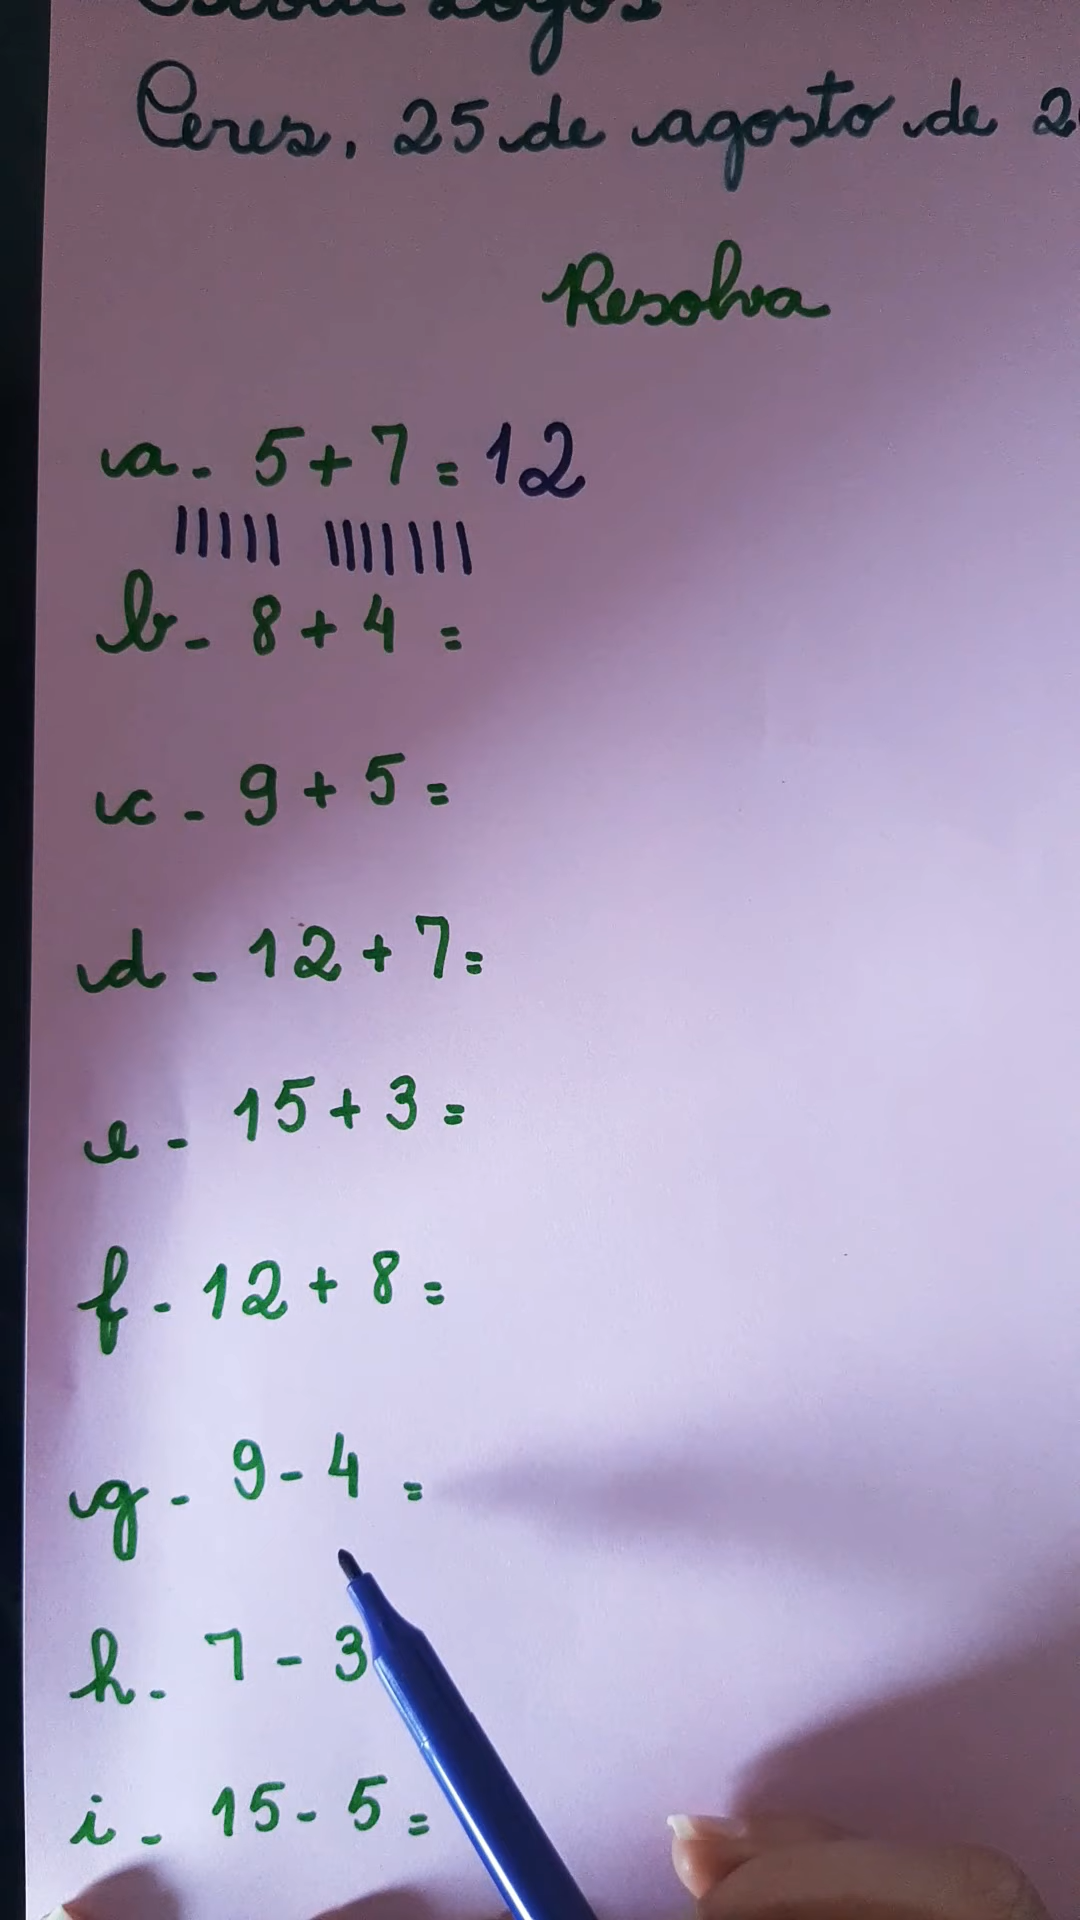 Ceres, 25 de agosto de
Resolva
a - 5 + 7 = 12
b - 8 + 4 =
c - 9 + 5 =
d - 12 + 7 =
e - 15 + 3 =
f - 12 + 8 =
g - 9 - 4 =
h - 7 - 3
i - 15 - 5 =